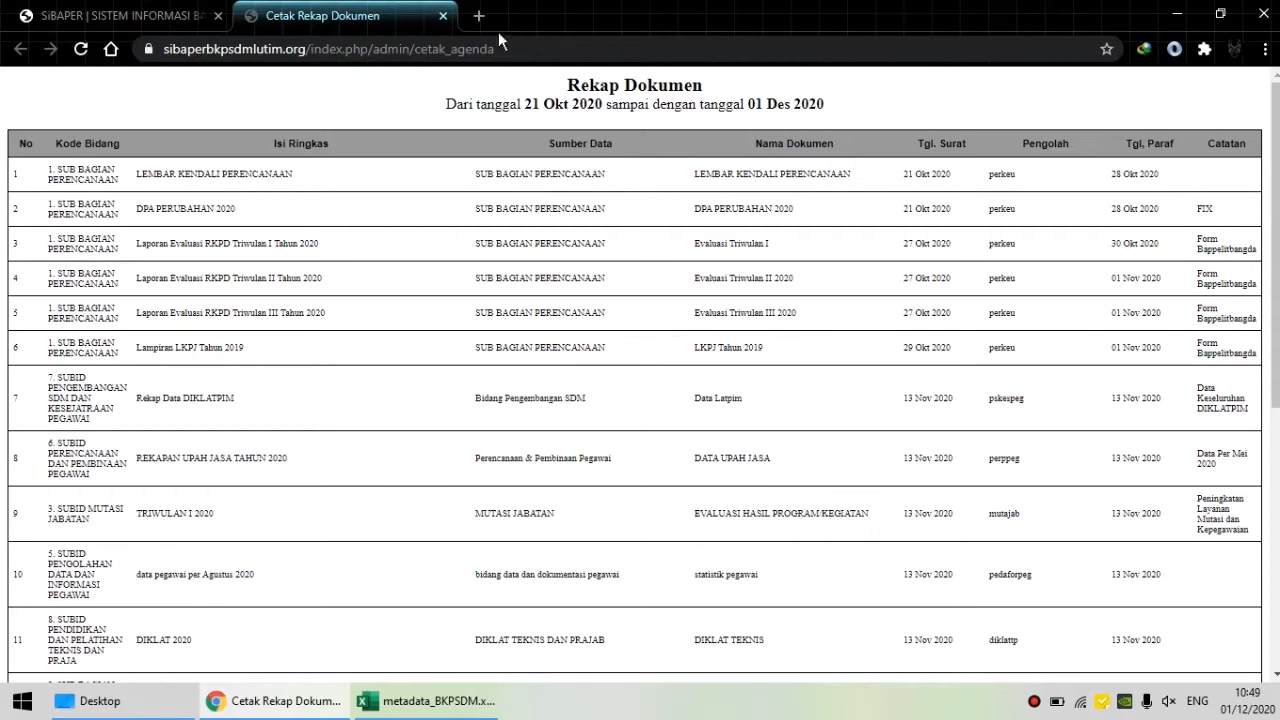 SiBAPER | SISTEM INFORMASI BA
Cetak Rekap Dokumen
sibaperbkpsdmlutim.org/index.php/admin/cetak_agenda
Rekap Dokumen
Dari tanggal 21 Okt 2020 sampai dengan tanggal 01 Des 2020
No Kode Bidang Isi Ringkas Sumber Data Nama Dokumen Tgl. Surat Pengolah Tgl, Paraf Catatan
1 1. SUB BAGIAN PERENCANAAN LEMBAR KENDALI PERENCANAAN SUB BAGIAN PERENCANAAN LEMBAR KENDALI PERENCANAAN 21 Okt 2020 perkeu 28 Okt 2020
2 1. SUB BAGIAN PERENCANAAN DPA PERUBAHAN 2020 SUB BAGIAN PERENCANAAN DPA PERUBAHAN 2020 21 Okt 2020 perkeu 28 Okt 2020 FIX
3 1. SUB BAGIAN PERENCANAAN Laporan Evaluasi RKPD Triwulan I Tahun 2020 SUB BAGIAN PERENCANAAN Evaluasi Triwulan I 27 Okt 2020 perkeu 30 Okt 2020 Form Bappelitbangda
4 1. SUB BAGIAN PERENCANAAN Laporan Evaluasi RKPD Triwulan II Tahun 2020 SUB BAGIAN PERENCANAAN Evaluasi Triwulan II 2020 27 Okt 2020 perkeu 01 Nov 2020 Form Bappelitbangda
5 1. SUB BAGIAN PERENCANAAN Laporan Evaluasi RKPD Triwulan III Tahun 2020 SUB BAGIAN PERENCANAAN Evaluasi Triwulan III 2020 27 Okt 2020 perkeu 01 Nov 2020 Form Bappelitbangda
6 1. SUB BAGIAN PERENCANAAN Lampiran LKPJ Tahun 2019 SUB BAGIAN PERENCANAAN LKPJ Tahun 2019 29 Okt 2020 perkeu 01 Nov 2020 Form Bappelitbangda
7 7. SUBID PENGEMBANGAN SDM DAN KESEJATRAAN PEGAWAI Rekap Data DIKLATPIM Bidang Pengembangan SDM Data Latpim 13 Nov 2020 pskespeg 13 Nov 2020 Data Keseluruhan DIKLATPIM
8 6. SUBID PERENCANAAN DAN PEMBINAAN PEGAWAI REKAPAN UPAH JASA TAHUN 2020 Perencanaan & Pembinaan Pegawai DATA UPAH JASA 13 Nov 2020 perppeg 13 Nov 2020 Data Per Mei 2020
9 3. SUBID MUTASI JABATAN TRIWULAN I 2020 MUTASI JABATAN EVALUASI HASIL PROGRAM/KEGIATAN 13 Nov 2020 mutajab 13 Nov 2020 Peningkatan Layanan Mutasi dan Kepegawaian
10 5. SUBID PENGOLAHAN DATA DAN INFORMASI PEGAWAI data pegawai per Agustus 2020 bidang data dan dokumentasi pegawai statistik pegawai 13 Nov 2020 pedaforpeg 13 Nov 2020
11 8. SUBID PENDIDIKAN DAN PELATIHAN TEKNIS DAN PRAJA DIKLAT 2020 DIKLAT TEKNIS DAN PRAJAB DIKLAT TEKNIS 13 Nov 2020 diklattp 13 Nov 2020
Desktop
Cetak Rekap Dokum...
metadata_BKPSDM.x...
ENG
10:49
01/12/2020